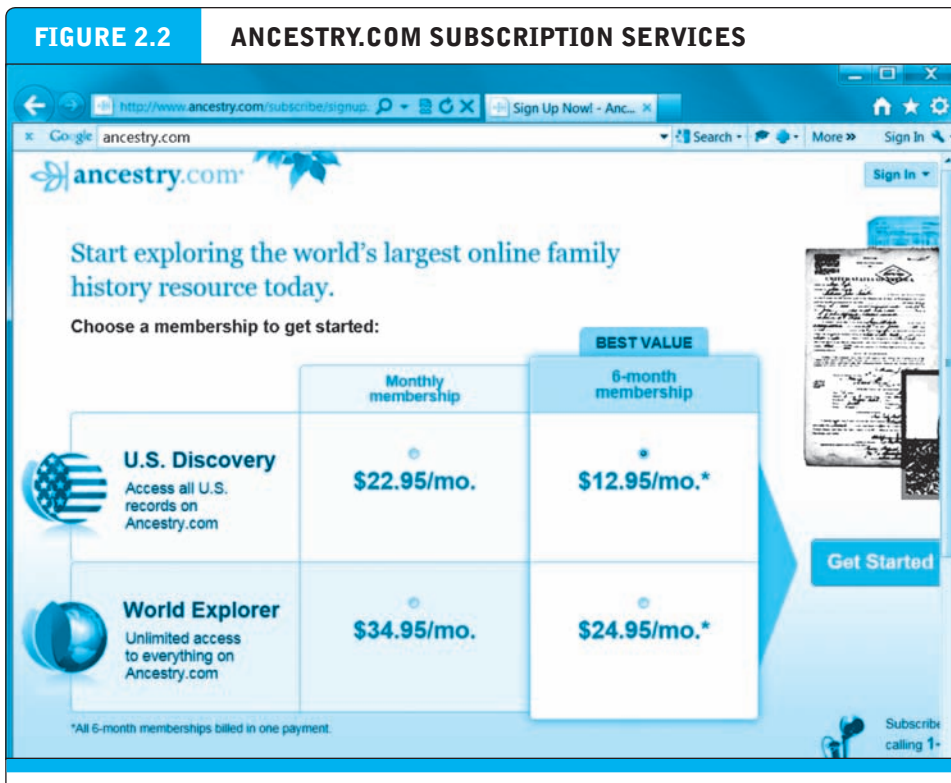 FIGURE 2.2 ANCESTRY.COM SUBSCRIPTION SERVICES
http://www.ancestry.com/subscribe/signup.
Sign Up Now! - Anc...
x Google ancestry.com
Search
More »
Sign In
ancestry.com
Sign In
Start exploring the world's largest online family
history resource today.
Choose a membership to get started:
BEST VALUE
Monthly
membership
6-month
membership
U.S. Discovery
Access all U.S.
records on
Ancestry.com
$22.95/mo.
$12.95/mo.*
World Explorer
Unlimited access
to everything on
Ancestry.com
$34.95/mo.
$24.95/mo.*
Get Started
*All 6-month memberships billed in one payment.
Subscribe
calling 1-